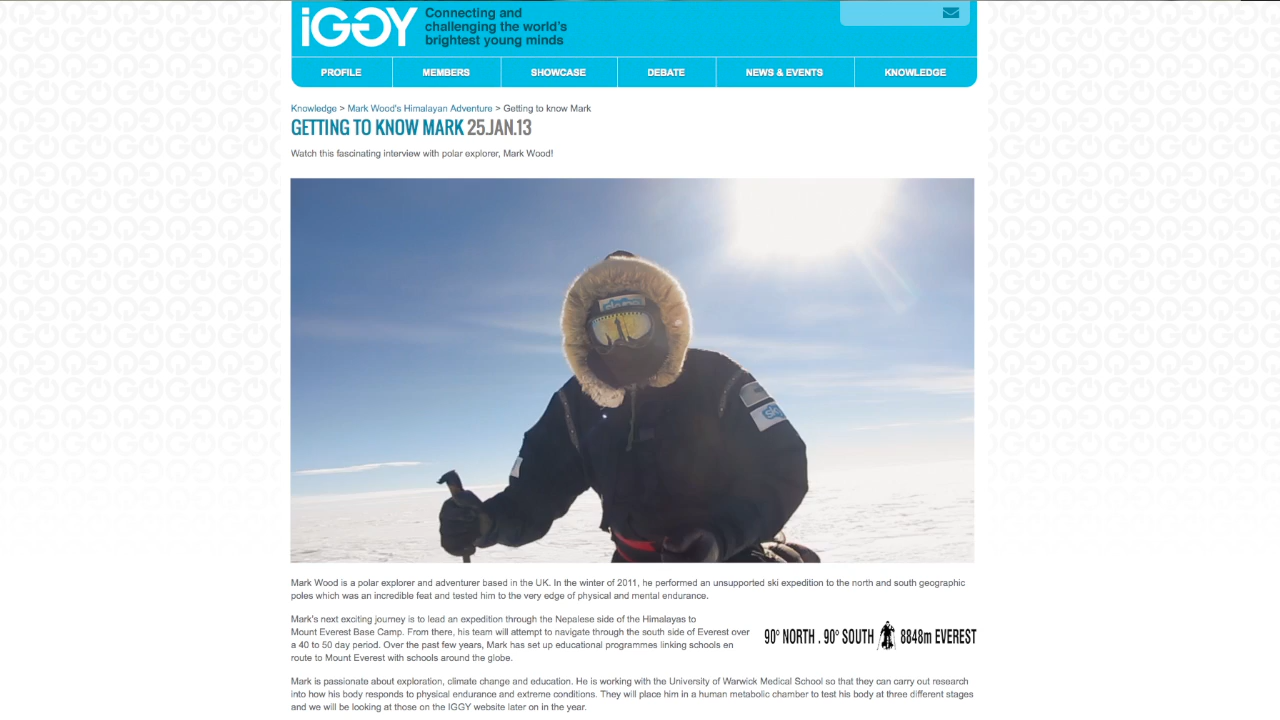 iGGY
Connecting and
challenging the world's
brightest young minds
PROFILE MEMBERS SHOWCASE DEBATE NEWS & EVENTS KNOWLEDGE
Knowledge > Mark Wood's Himalayan Adventure > Getting to know Mark
GETTING TO KNOW MARK 25.JAN.13
Watch this fascinating interview with polar explorer, Mark Wood!
skype
Mark Wood is a polar explorer and adventurer based in the UK. In the winter of 2011, he performed an unsupported ski expedition to the north and south geographic
poles which was an incredible feat and tested him to the very edge of physical and mental endurance.
Mark's next exciting journey is to lead an expedition through the Nepalese side of the Himalayas to
Mount Everest Base Camp. From there, his team will attempt to navigate through the south side of Everest over
a 40 to 50 day period. Over the past few years, Mark has set up educational programmes linking schools en
route to Mount Everest with schools around the globe.
90° NORTH . 90° SOUTH 8848m EVEREST
Mark is passionate about exploration, climate change and education. He is working with the University of Warwick Medical School so that they can carry out research
into how his body responds to physical endurance and extreme conditions. They will place him in a human metabolic chamber to test his body at three different stages
and we will be looking at those on the IGGY website later on in the year.